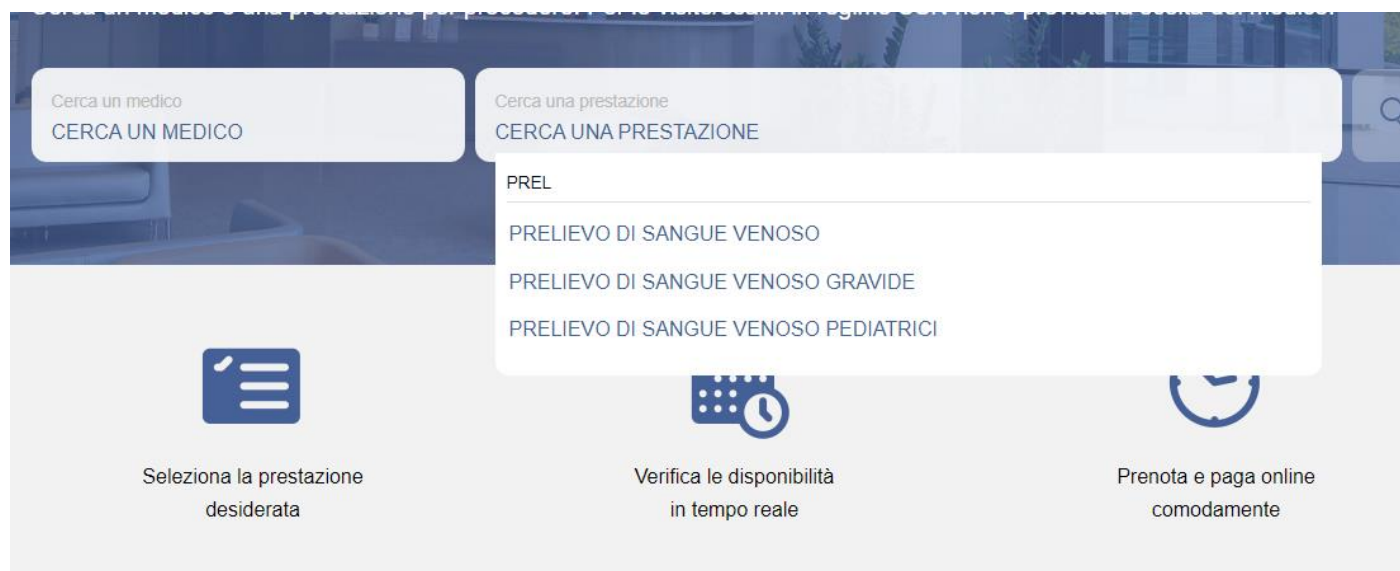 Cerca un medico
CERCA UN MEDICO
Cerca una prestazione
CERCA UNA PRESTAZIONE
PREL
PRELIEVO DI SANGUE VENOSO
PRELIEVO DI SANGUE VENOSO GRAVIDE
PRELIEVO DI SANGUE VENOSO PEDIATRICI
Seleziona la prestazione
desiderata
Verifica le disponibilità
in tempo reale
Prenota e paga online
comodamente